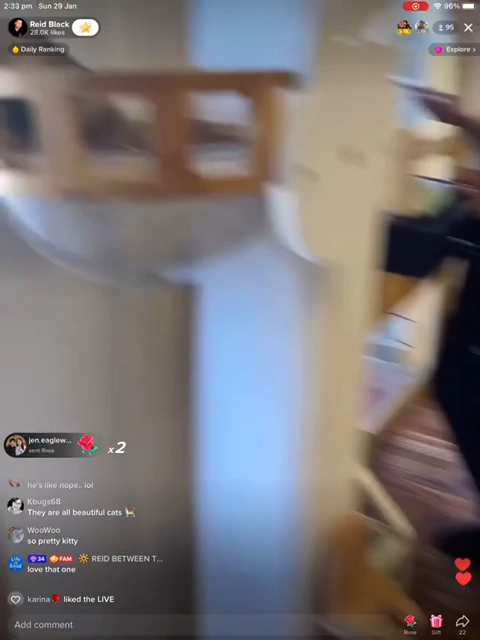 2:33 pm Sun 29 Jan
96%
Reid Black
28.0K likes
95
Daily Ranking
Explore >
jen.eaglew...
sent Rose
x2
he's like nope.. lol
Kbugs68
They are all beautiful cats
WooWoo
so pretty kitty
34 FAM REID BETWEEN T...
love that one
karina liked the LIVE
Add comment
Rose
Gift
22